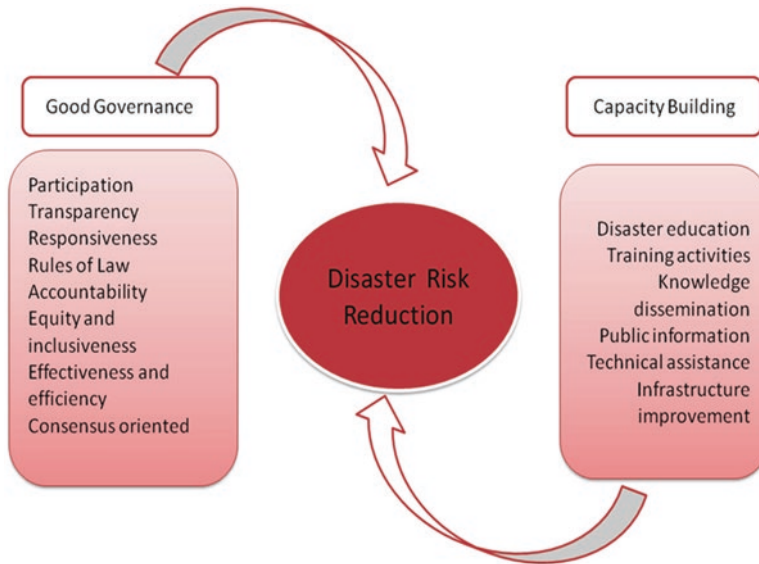 Good Governance
Participation
Transparency
Responsiveness
Rules of Law
Accountability
Equity and
inclusiveness
Effectiveness and
efficiency
Consensus oriented
Disaster Risk
Reduction
Capacity Building
Disaster education
Training activities
Knowledge
dissemination
Public information
Technical assistance
Infrastructure
improvement